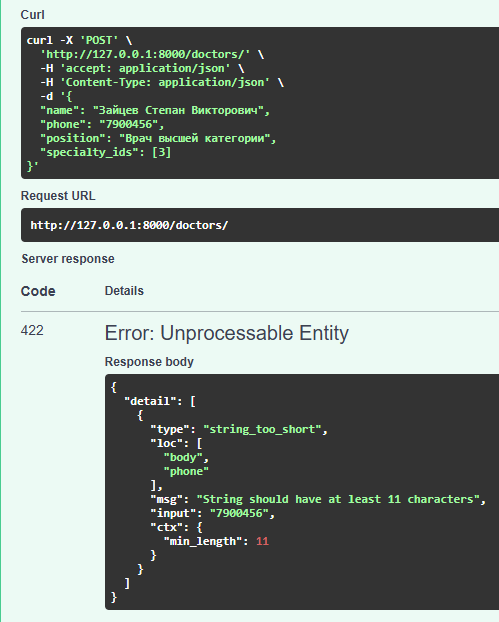 Curl
curl -X 'POST' \
  'http://127.0.0.1:8000/doctors/' \
  -H 'accept: application/json' \
  -H 'Content-Type: application/json' \
  -d '{
  "name": "Зайцев Степан Викторович",
  "phone": "7900456",
  "position": "Врач высшей категории",
  "specialty_ids": [3]
}'
Request URL
http://127.0.0.1:8000/doctors/
Server response
Code Details
422 Error: Unprocessable Entity
Response body
{
  "detail": [
    {
      "type": "string_too_short",
      "loc": [
        "body",
        "phone"
      ],
      "msg": "String should have at least 11 characters",
      "input": "7900456",
      "ctx": {
        "min_length": 11
      }
    }
  ]
}